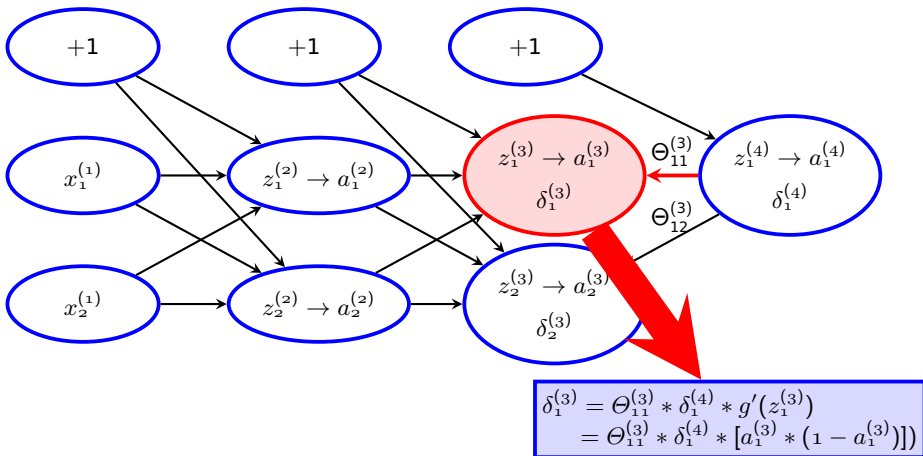 +1 +1 +1
x_1^{(1)} z_1^{(2)} → a_1^{(2)} z_1^{(3)} → a_1^{(3)} Θ_{11}^{(3)} z_1^{(4)} → a_1^{(4)}
δ_1^{(3)} δ_1^{(4)}
Θ_{12}^{(3)}
x_2^{(1)} z_2^{(2)} → a_2^{(2)} z_2^{(3)} → a_2^{(3)}
δ_2^{(3)}
δ_1^{(3)} = Θ_{11}^{(3)} * δ_1^{(4)} * g′(z_1^{(3)})
= Θ_{11}^{(3)} * δ_1^{(4)} * [a_1^{(3)} * (1 − a_1^{(3)})])